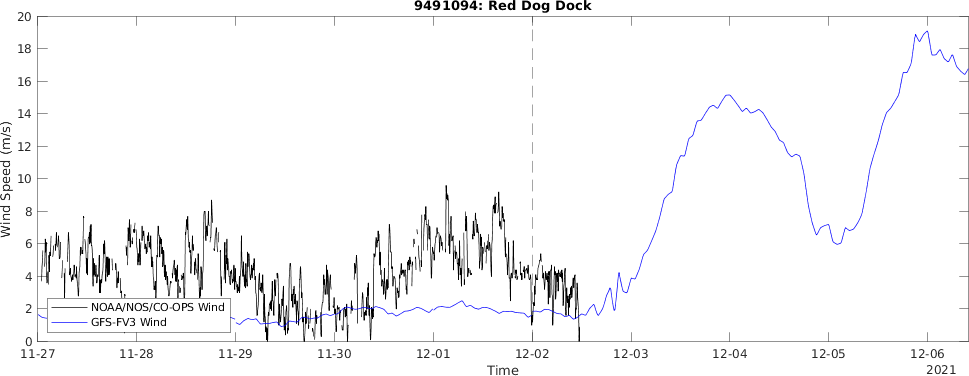 9491094: Red Dog Dock
20
18
16
14
12
10
8
6
4
2
0
Wind Speed (m/s)
NOAA/NOS/CO-OPS Wind
GFS-FV3 Wind
11-27 11-28 11-29 11-30 12-01 12-02 12-03 12-04 12-05 12-06
Time
2021